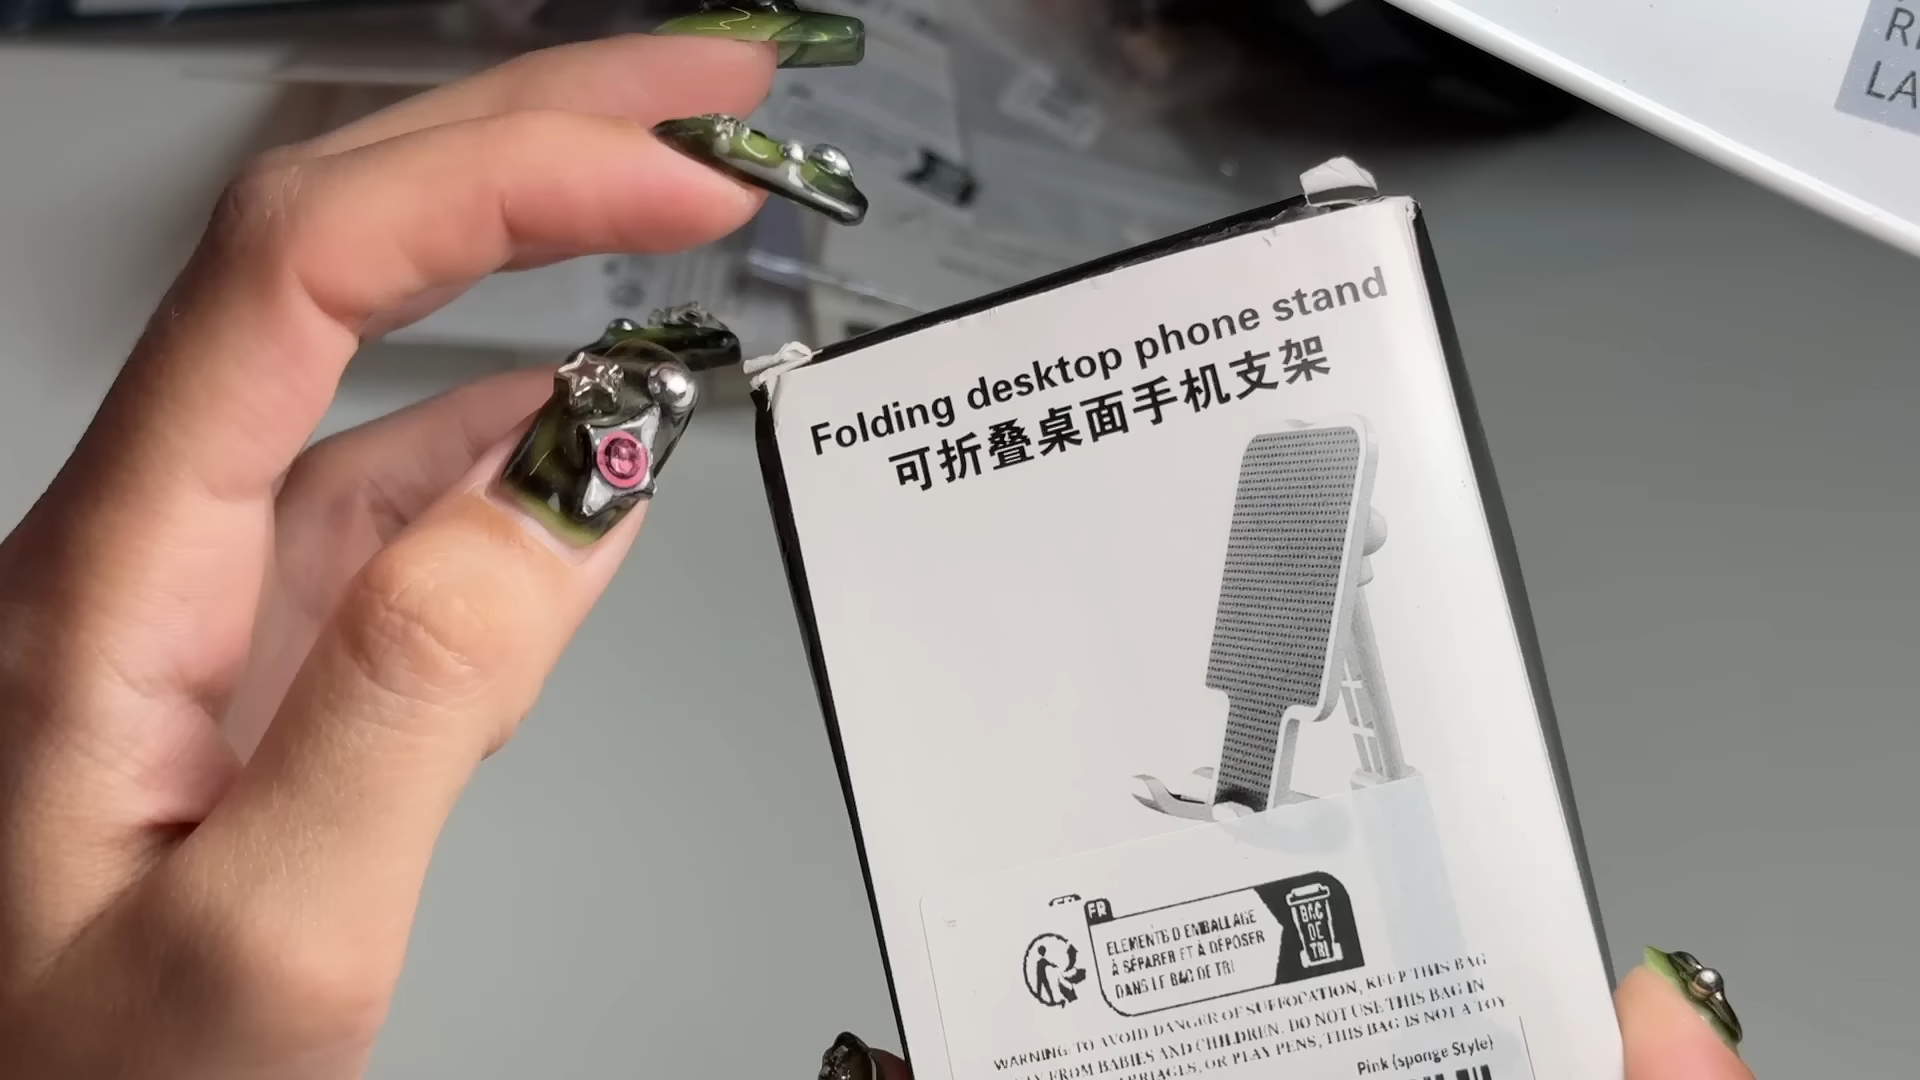 Folding desktop phone stand
可折叠桌面手机支架
FR
ELEMENTS D EMBALLAGE
À SÉPARER ET À DÉPOSER
DANS LE BAC DE TRI
BAC
DE
TRI
WARNING: TO AVOID DANGER OF SUFFOCATION, KEEP THIS BAG
FROM BABIES AND CHILDREN. DO NOT USE THIS BAG IN
OR PLAY PENS, THIS BAG IS NOT A TOY
Pink (sponge Style)
LA